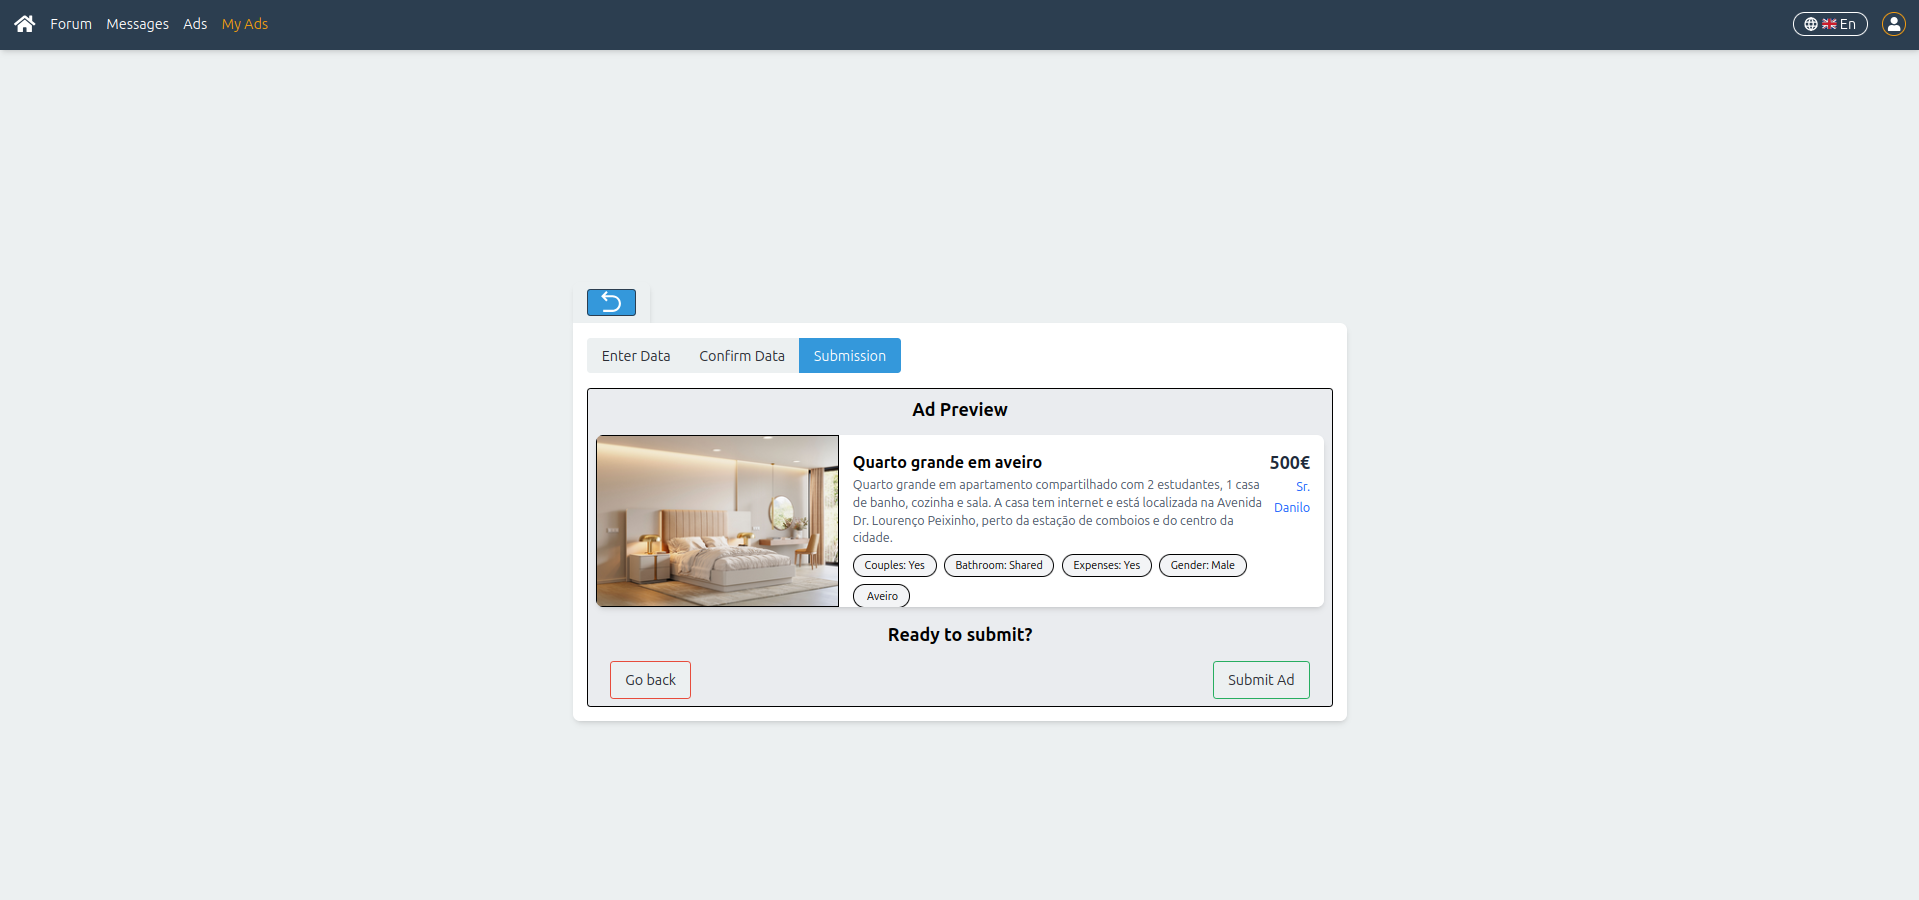 Forum Messages Ads My Ads
En
Enter Data Confirm Data Submission
Ad Preview
Quarto grande em aveiro
500€
Quarto grande em apartamento compartilhado com 2 estudantes, 1 casa
de banho, cozinha e sala. A casa tem internet e está localizada na Avenida
Dr. Lourenço Peixinho, perto da estação de comboios e do centro da
cidade.
Sr.
Danilo
Couples: Yes Bathroom: Shared Expenses: Yes Gender: Male
Aveiro
Ready to submit?
Go back Submit Ad